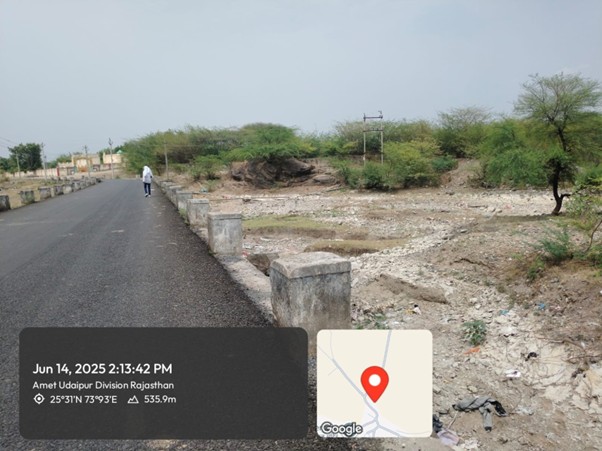 Jun 14, 2025 2:13:42 PM
Amet Udaipur Division Rajasthan
25°31'N 73°93'E 535.9m
Google